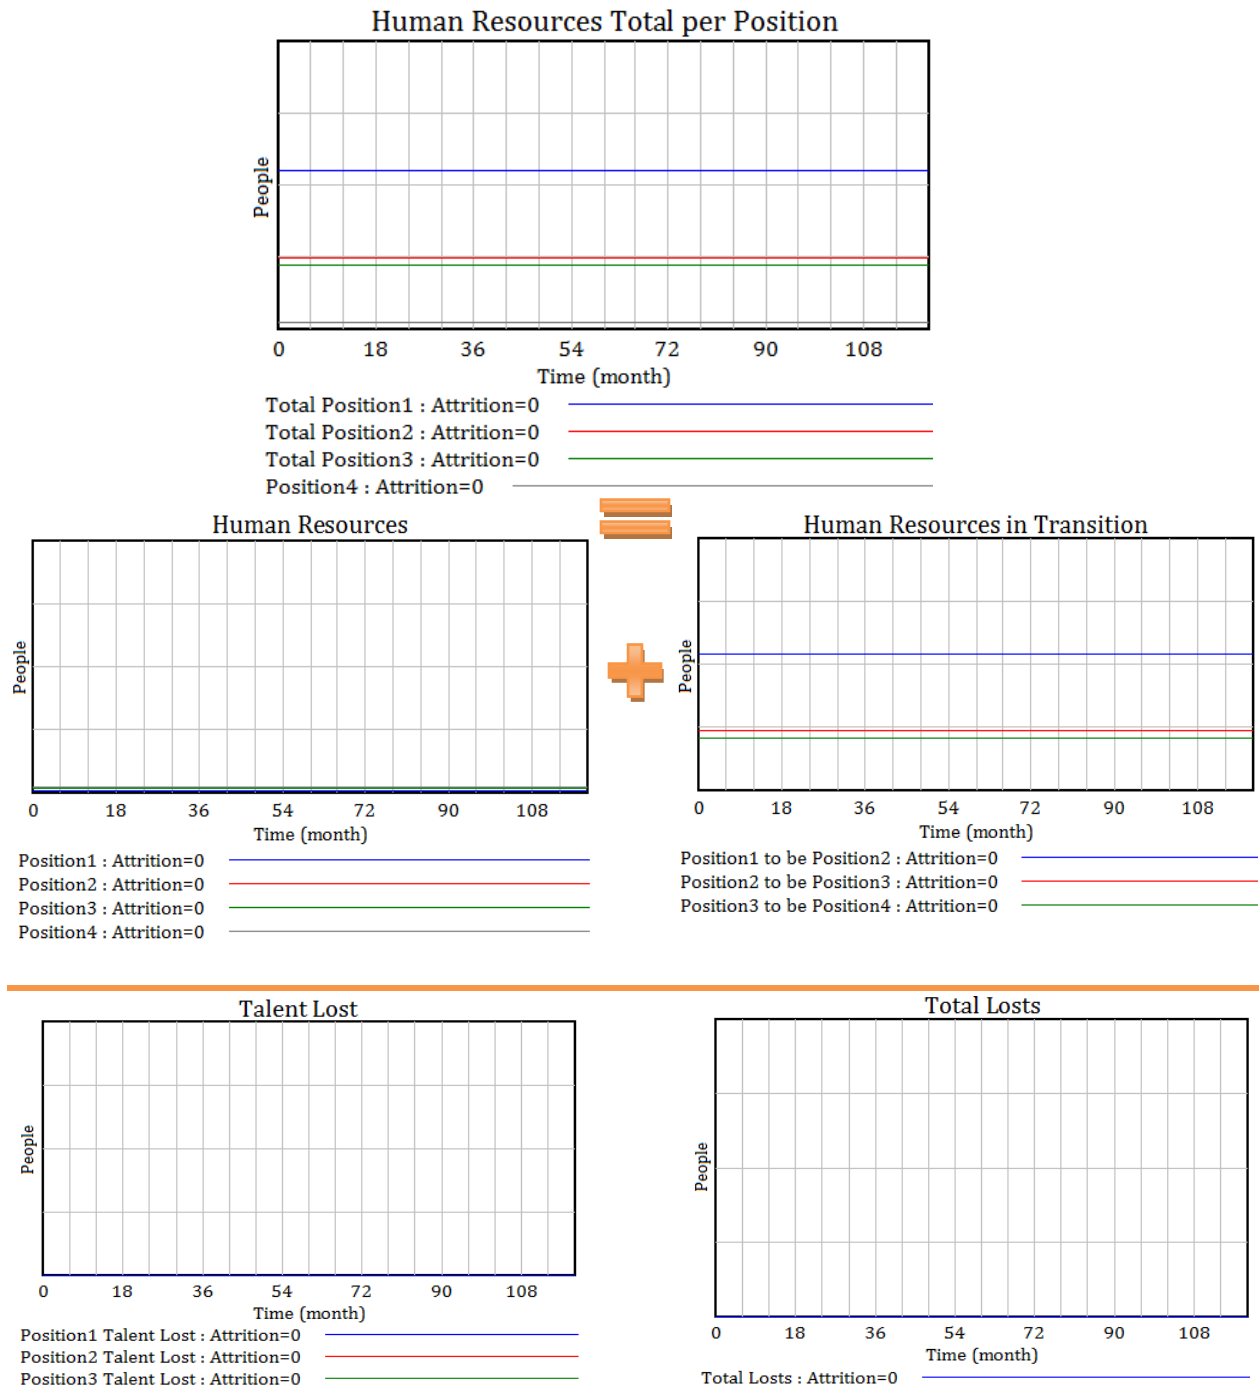 Human Resources Total per Position
People
0 18 36 54 72 90 108
Time (month)
Total Position1 : Attrition=0
Total Position2 : Attrition=0
Total Position3 : Attrition=0
Position4 : Attrition=0
Human Resources
People
0 18 36 54 72 90 108
Time (month)
Position1 : Attrition=0
Position2 : Attrition=0
Position3 : Attrition=0
Position4 : Attrition=0
Human Resources in Transition
People
0 18 36 54 72 90 108
Time (month)
Position1 to be Position2 : Attrition=0
Position2 to be Position3 : Attrition=0
Position3 to be Position4 : Attrition=0
Talent Lost
People
0 18 36 54 72 90 108
Time (month)
Position1 Talent Lost : Attrition=0
Position2 Talent Lost : Attrition=0
Position3 Talent Lost : Attrition=0
Total Losts
People
0 18 36 54 72 90 108
Time (month)
Total Losts : Attrition=0